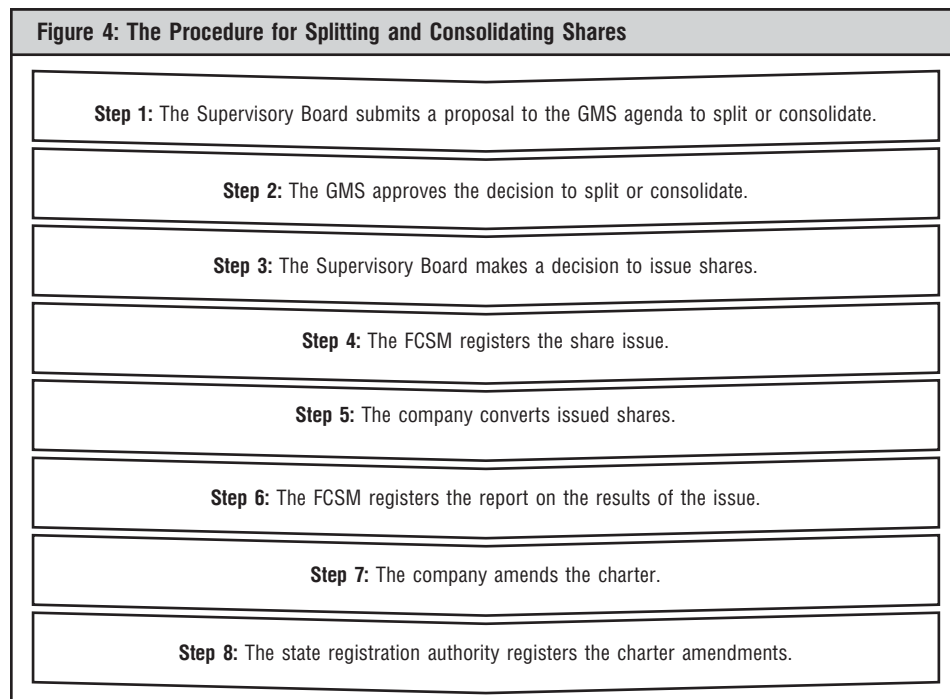 Figure 4: The Procedure for Splitting and Consolidating Shares
Step 1: The Supervisory Board submits a proposal to the GMS agenda to split or consolidate.
Step 2: The GMS approves the decision to split or consolidate.
Step 3: The Supervisory Board makes a decision to issue shares.
Step 4: The FCSM registers the share issue.
Step 5: The company converts issued shares.
Step 6: The FCSM registers the report on the results of the issue.
Step 7: The company amends the charter.
Step 8: The state registration authority registers the charter amendments.